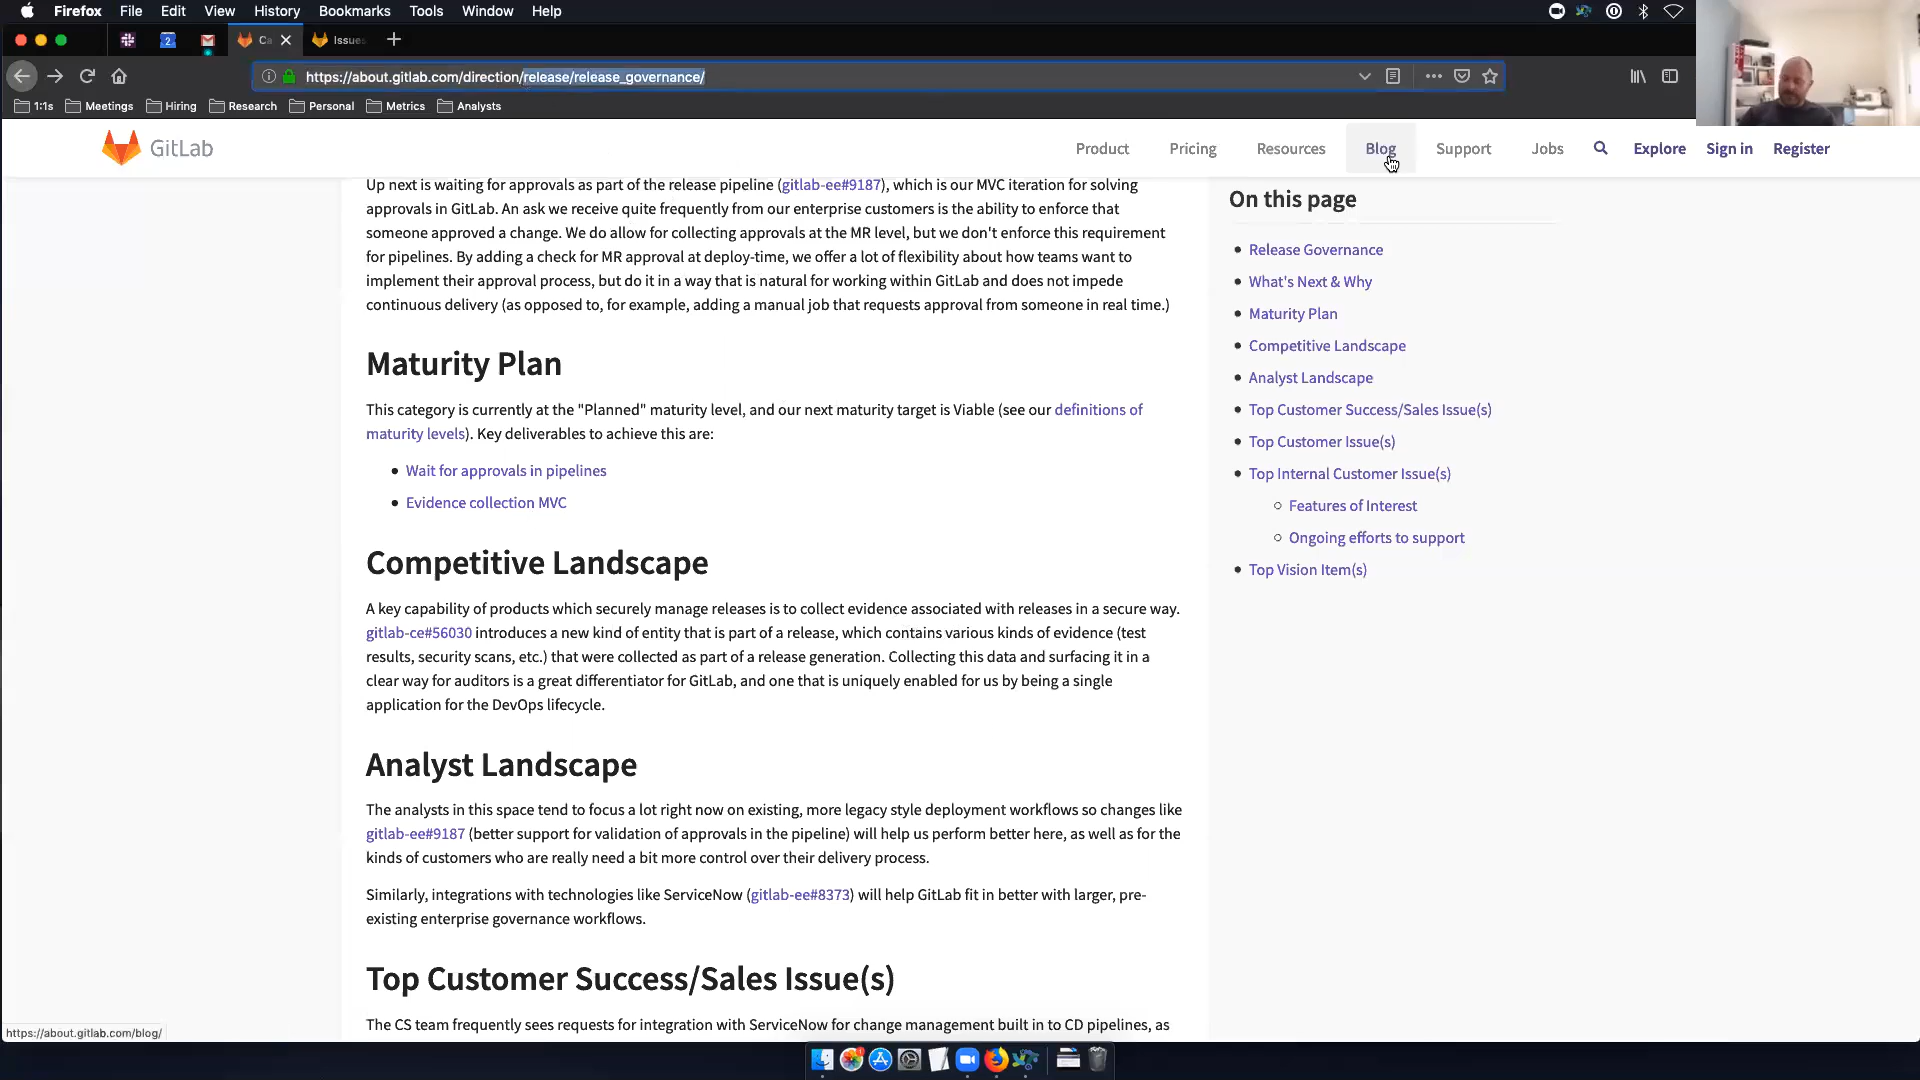 Firefox File Edit View History Bookmarks Tools Window Help
2 Ca Issues
https://about.gitlab.com/direction/release/release_governance/
1:1s Meetings Hiring Research Personal Metrics Analysts
GitLab
Product Pricing Resources Blog Support Jobs Explore Sign in Register
Up next is waiting for approvals as part of the release pipeline (gitlab-ee#9187), which is our MVC iteration for solving
approvals in GitLab. An ask we receive quite frequently from our enterprise customers is the ability to enforce that
someone approved a change. We do allow for collecting approvals at the MR level, but we don't enforce this requirement
for pipelines. By adding a check for MR approval at deploy-time, we offer a lot of flexibility about how teams want to
implement their approval process, but do it in a way that is natural for working within GitLab and does not impede
continuous delivery (as opposed to, for example, adding a manual job that requests approval from someone in real time.)
Maturity Plan
This category is currently at the "Planned" maturity level, and our next maturity target is Viable (see our definitions of
maturity levels). Key deliverables to achieve this are:
Wait for approvals in pipelines
Evidence collection MVC
Competitive Landscape
A key capability of products which securely manage releases is to collect evidence associated with releases in a secure way.
gitlab-ce#56030 introduces a new kind of entity that is part of a release, which contains various kinds of evidence (test
results, security scans, etc.) that were collected as part of a release generation. Collecting this data and surfacing it in a
clear way for auditors is a great differentiator for GitLab, and one that is uniquely enabled for us by being a single
application for the DevOps lifecycle.
Analyst Landscape
The analysts in this space tend to focus a lot right now on existing, more legacy style deployment workflows so changes like
gitlab-ee#9187 (better support for validation of approvals in the pipeline) will help us perform better here, as well as for the
kinds of customers who are really need a bit more control over their delivery process.
Similarly, integrations with technologies like ServiceNow (gitlab-ee#8373) will help GitLab fit in better with larger, pre-
existing enterprise governance workflows.
Top Customer Success/Sales Issue(s)
The CS team frequently sees requests for integration with ServiceNow for change management built in to CD pipelines, as
On this page
Release Governance
What's Next & Why
Maturity Plan
Competitive Landscape
Analyst Landscape
Top Customer Success/Sales Issue(s)
Top Customer Issue(s)
Top Internal Customer Issue(s)
Features of Interest
Ongoing efforts to support
Top Vision Item(s)
https://about.gitlab.com/blog/